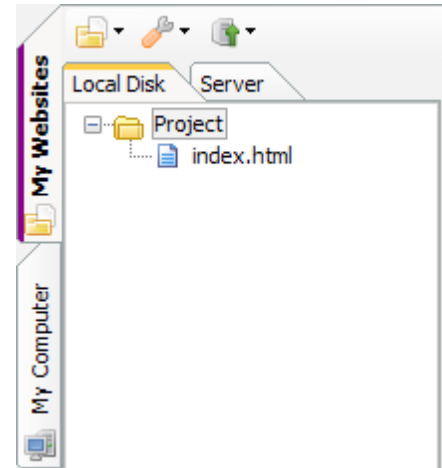 My Websites
My Computer
Local Disk
Server
Project
index.html